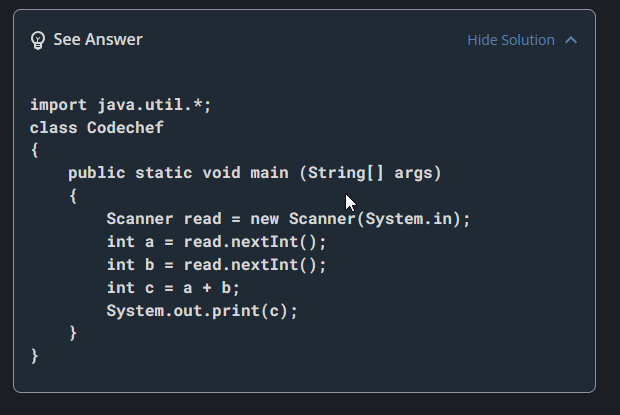 See Answer
Hide Solution
import java.util.*;
class Codechef
{
    public static void main (String[] args)
    {
        Scanner read = new Scanner(System.in);
        int a = read.nextInt();
        int b = read.nextInt();
        int c = a + b;
        System.out.print(c);
    }
}